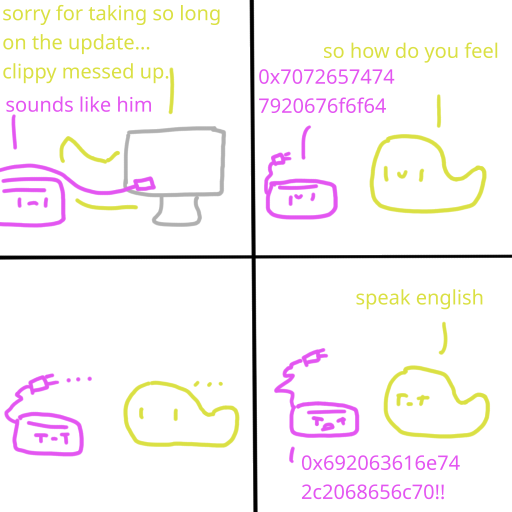 sorry for taking so long
on the update...
clippy messed up.
sounds like him
so how do you feel
0x7072657474
7920676f6f64
...
...
speak english
0x692063616e74
2c2068656c70!!